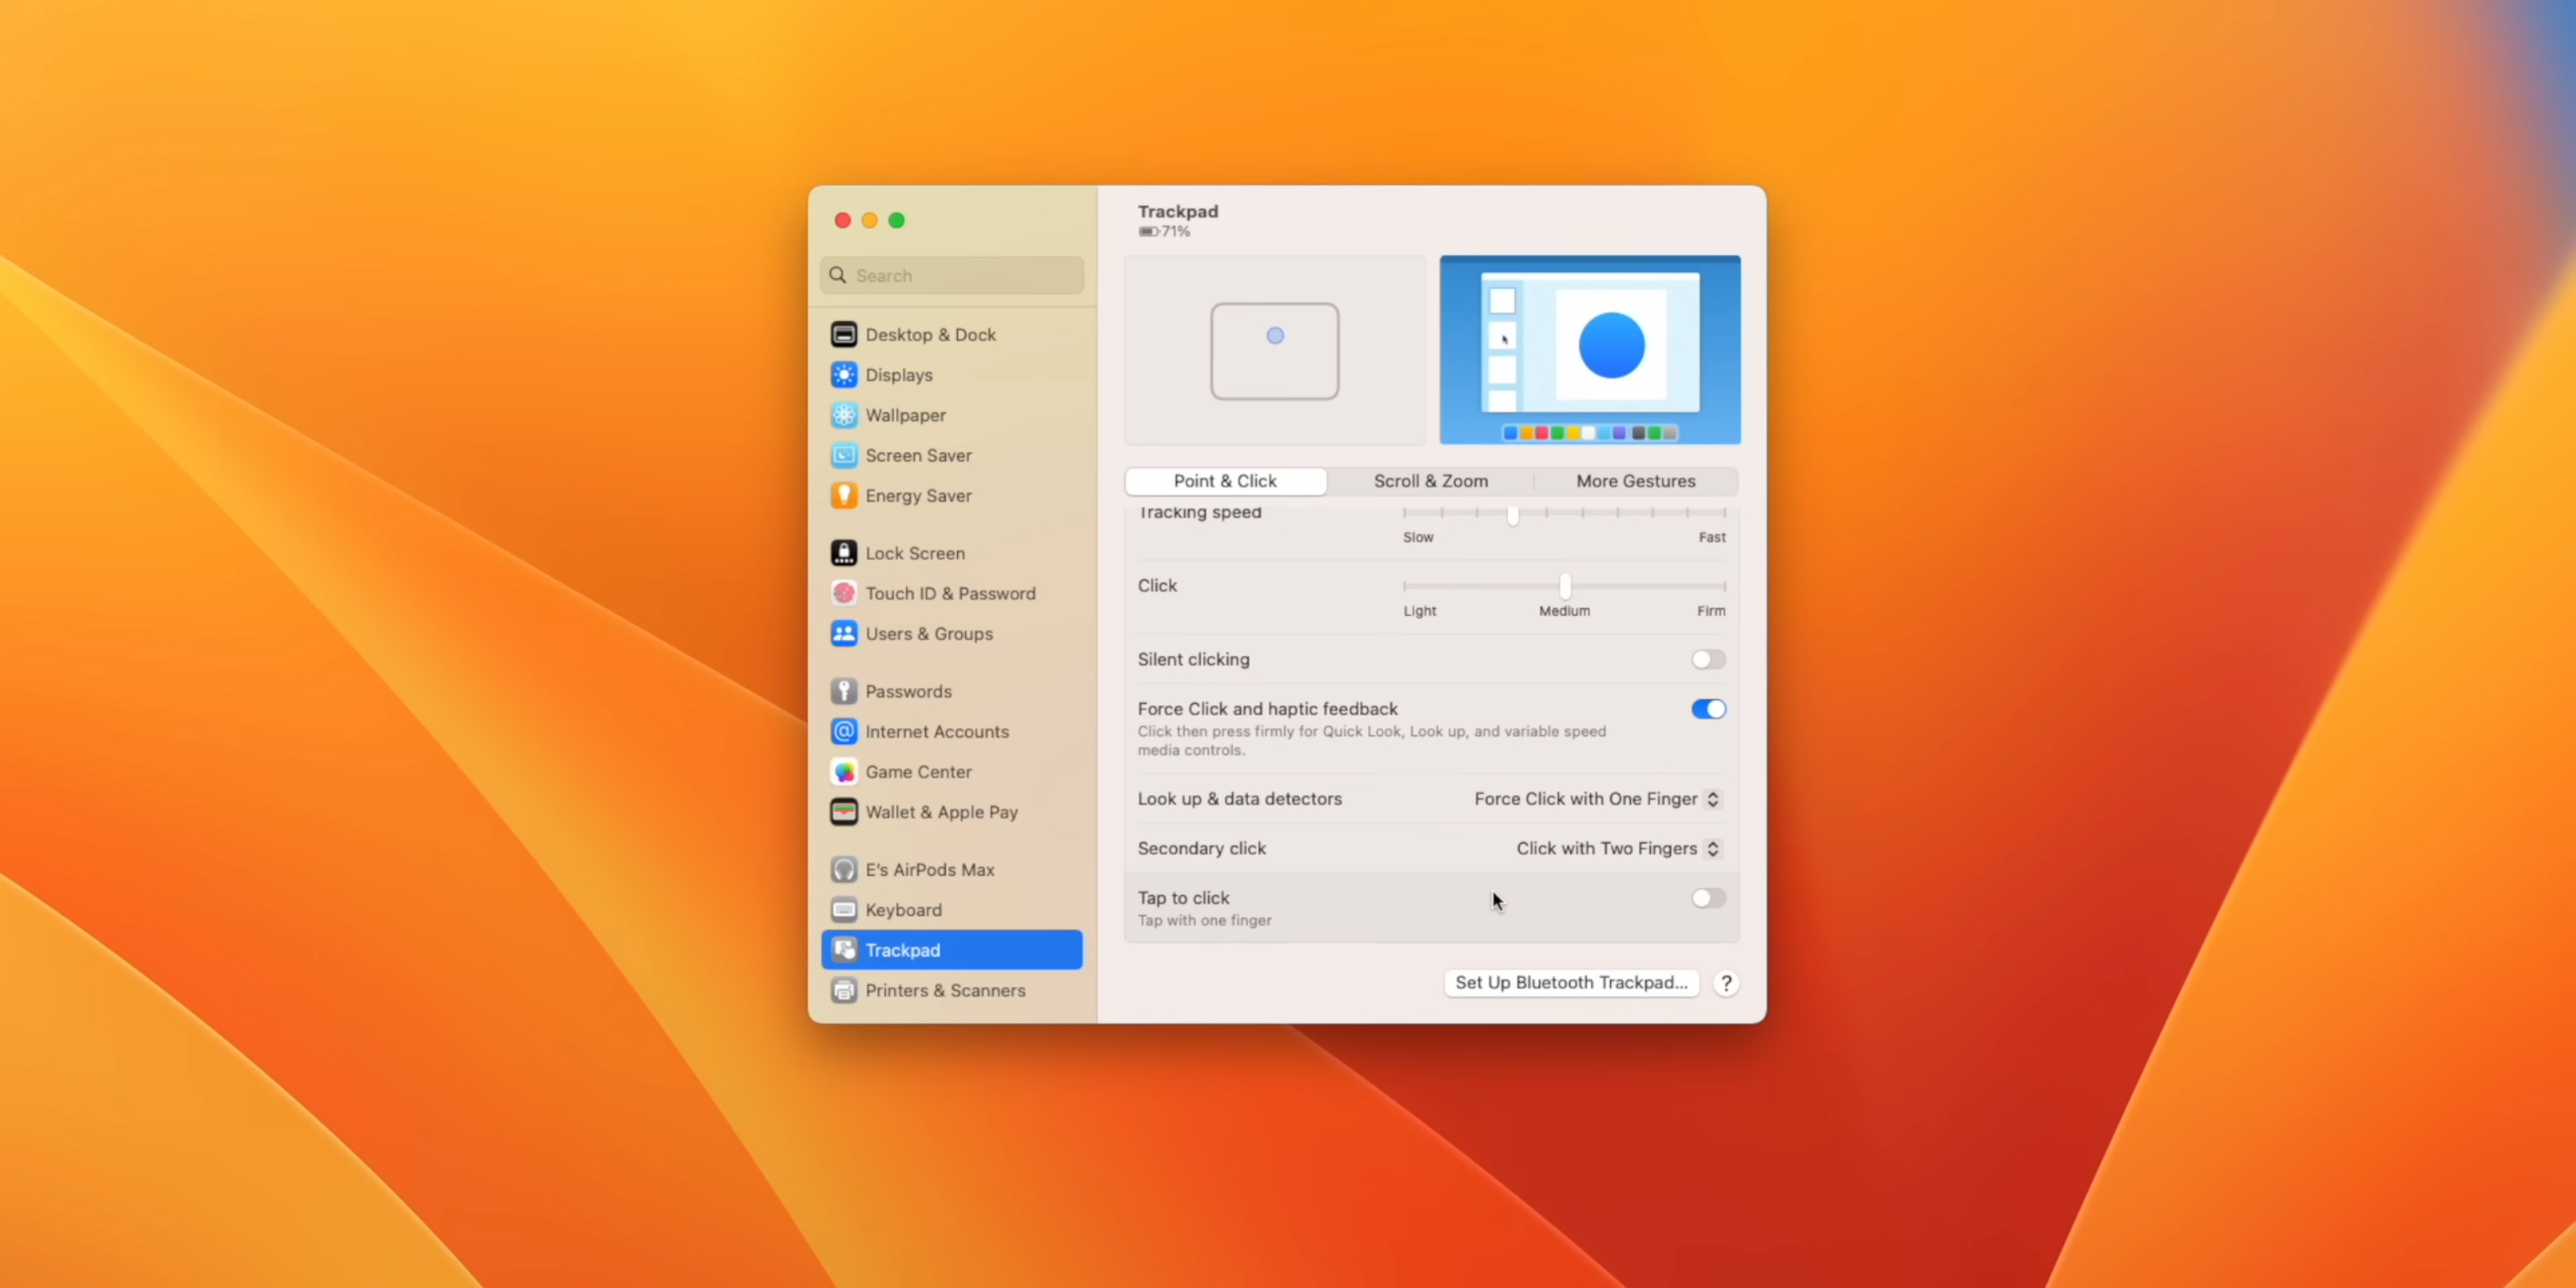 Search
Desktop & Dock
Displays
Wallpaper
Screen Saver
Energy Saver
Lock Screen
Touch ID & Password
Users & Groups
Passwords
Internet Accounts
Game Center
Wallet & Apple Pay
E's AirPods Max
Keyboard
Trackpad
Printers & Scanners
Trackpad
71%
Point & Click
Scroll & Zoom
More Gestures
Tracking speed
Slow
Fast
Click
Light
Medium
Firm
Silent clicking
Force Click and haptic feedback
Click then press firmly for Quick Look, Look up, and variable speed
media controls.
Look up & data detectors
Force Click with One Finger
Secondary click
Click with Two Fingers
Tap to click
Tap with one finger
Set Up Bluetooth Trackpad...
?